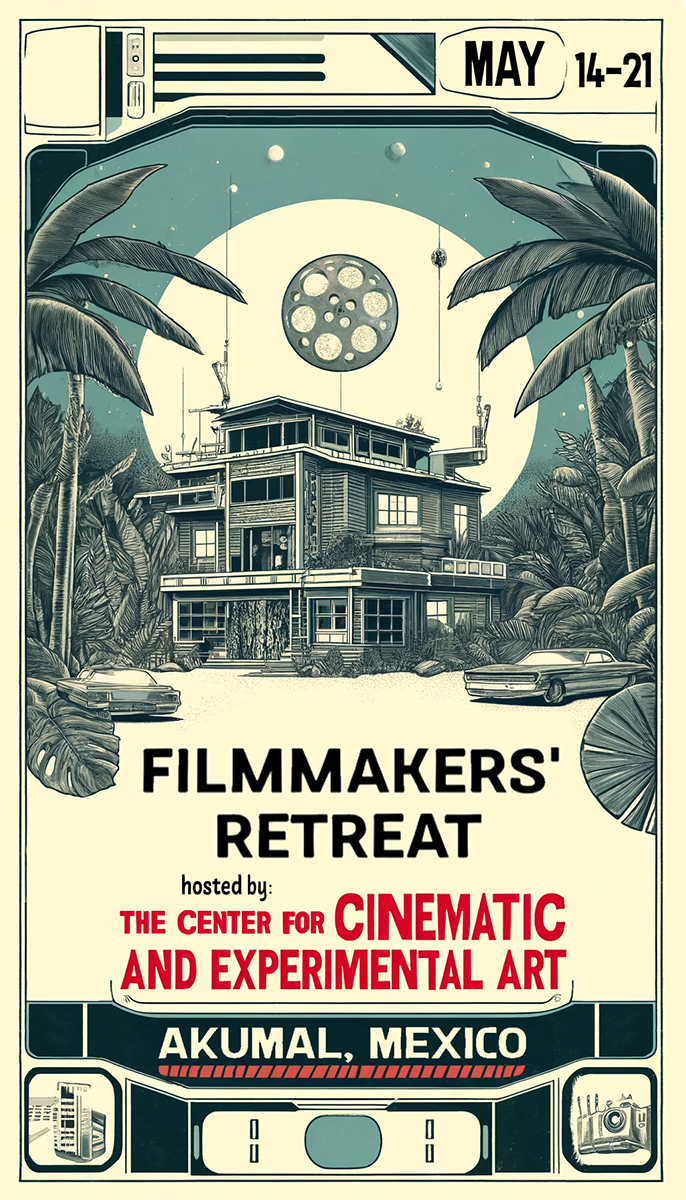 MAY 14-21
FILMMAKERS'
RETREAT
hosted by:
THE CENTER FOR CINEMATIC
AND EXPERIMENTAL ART
AKUMAL, MEXICO